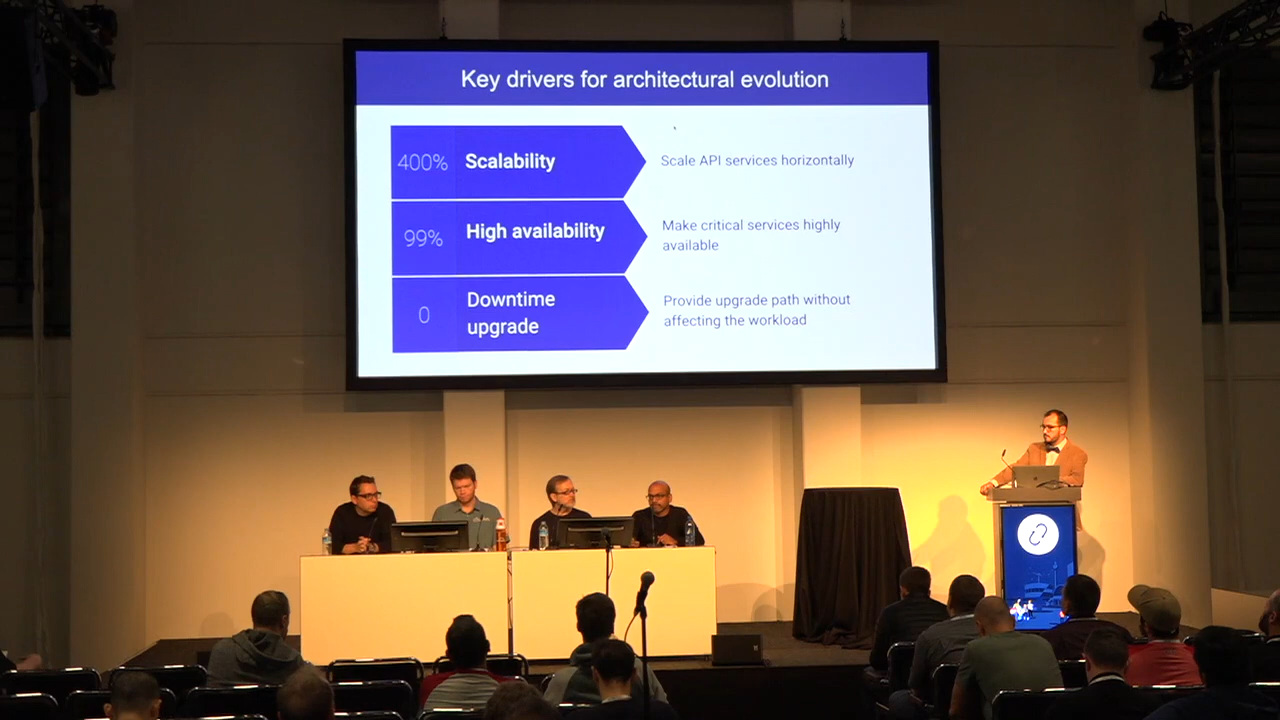 Key drivers for architectural evolution
400% Scalability
Scale API services horizontally
99% High availability
Make critical services highly
available
0 Downtime
upgrade
Provide upgrade path without
affecting the workload